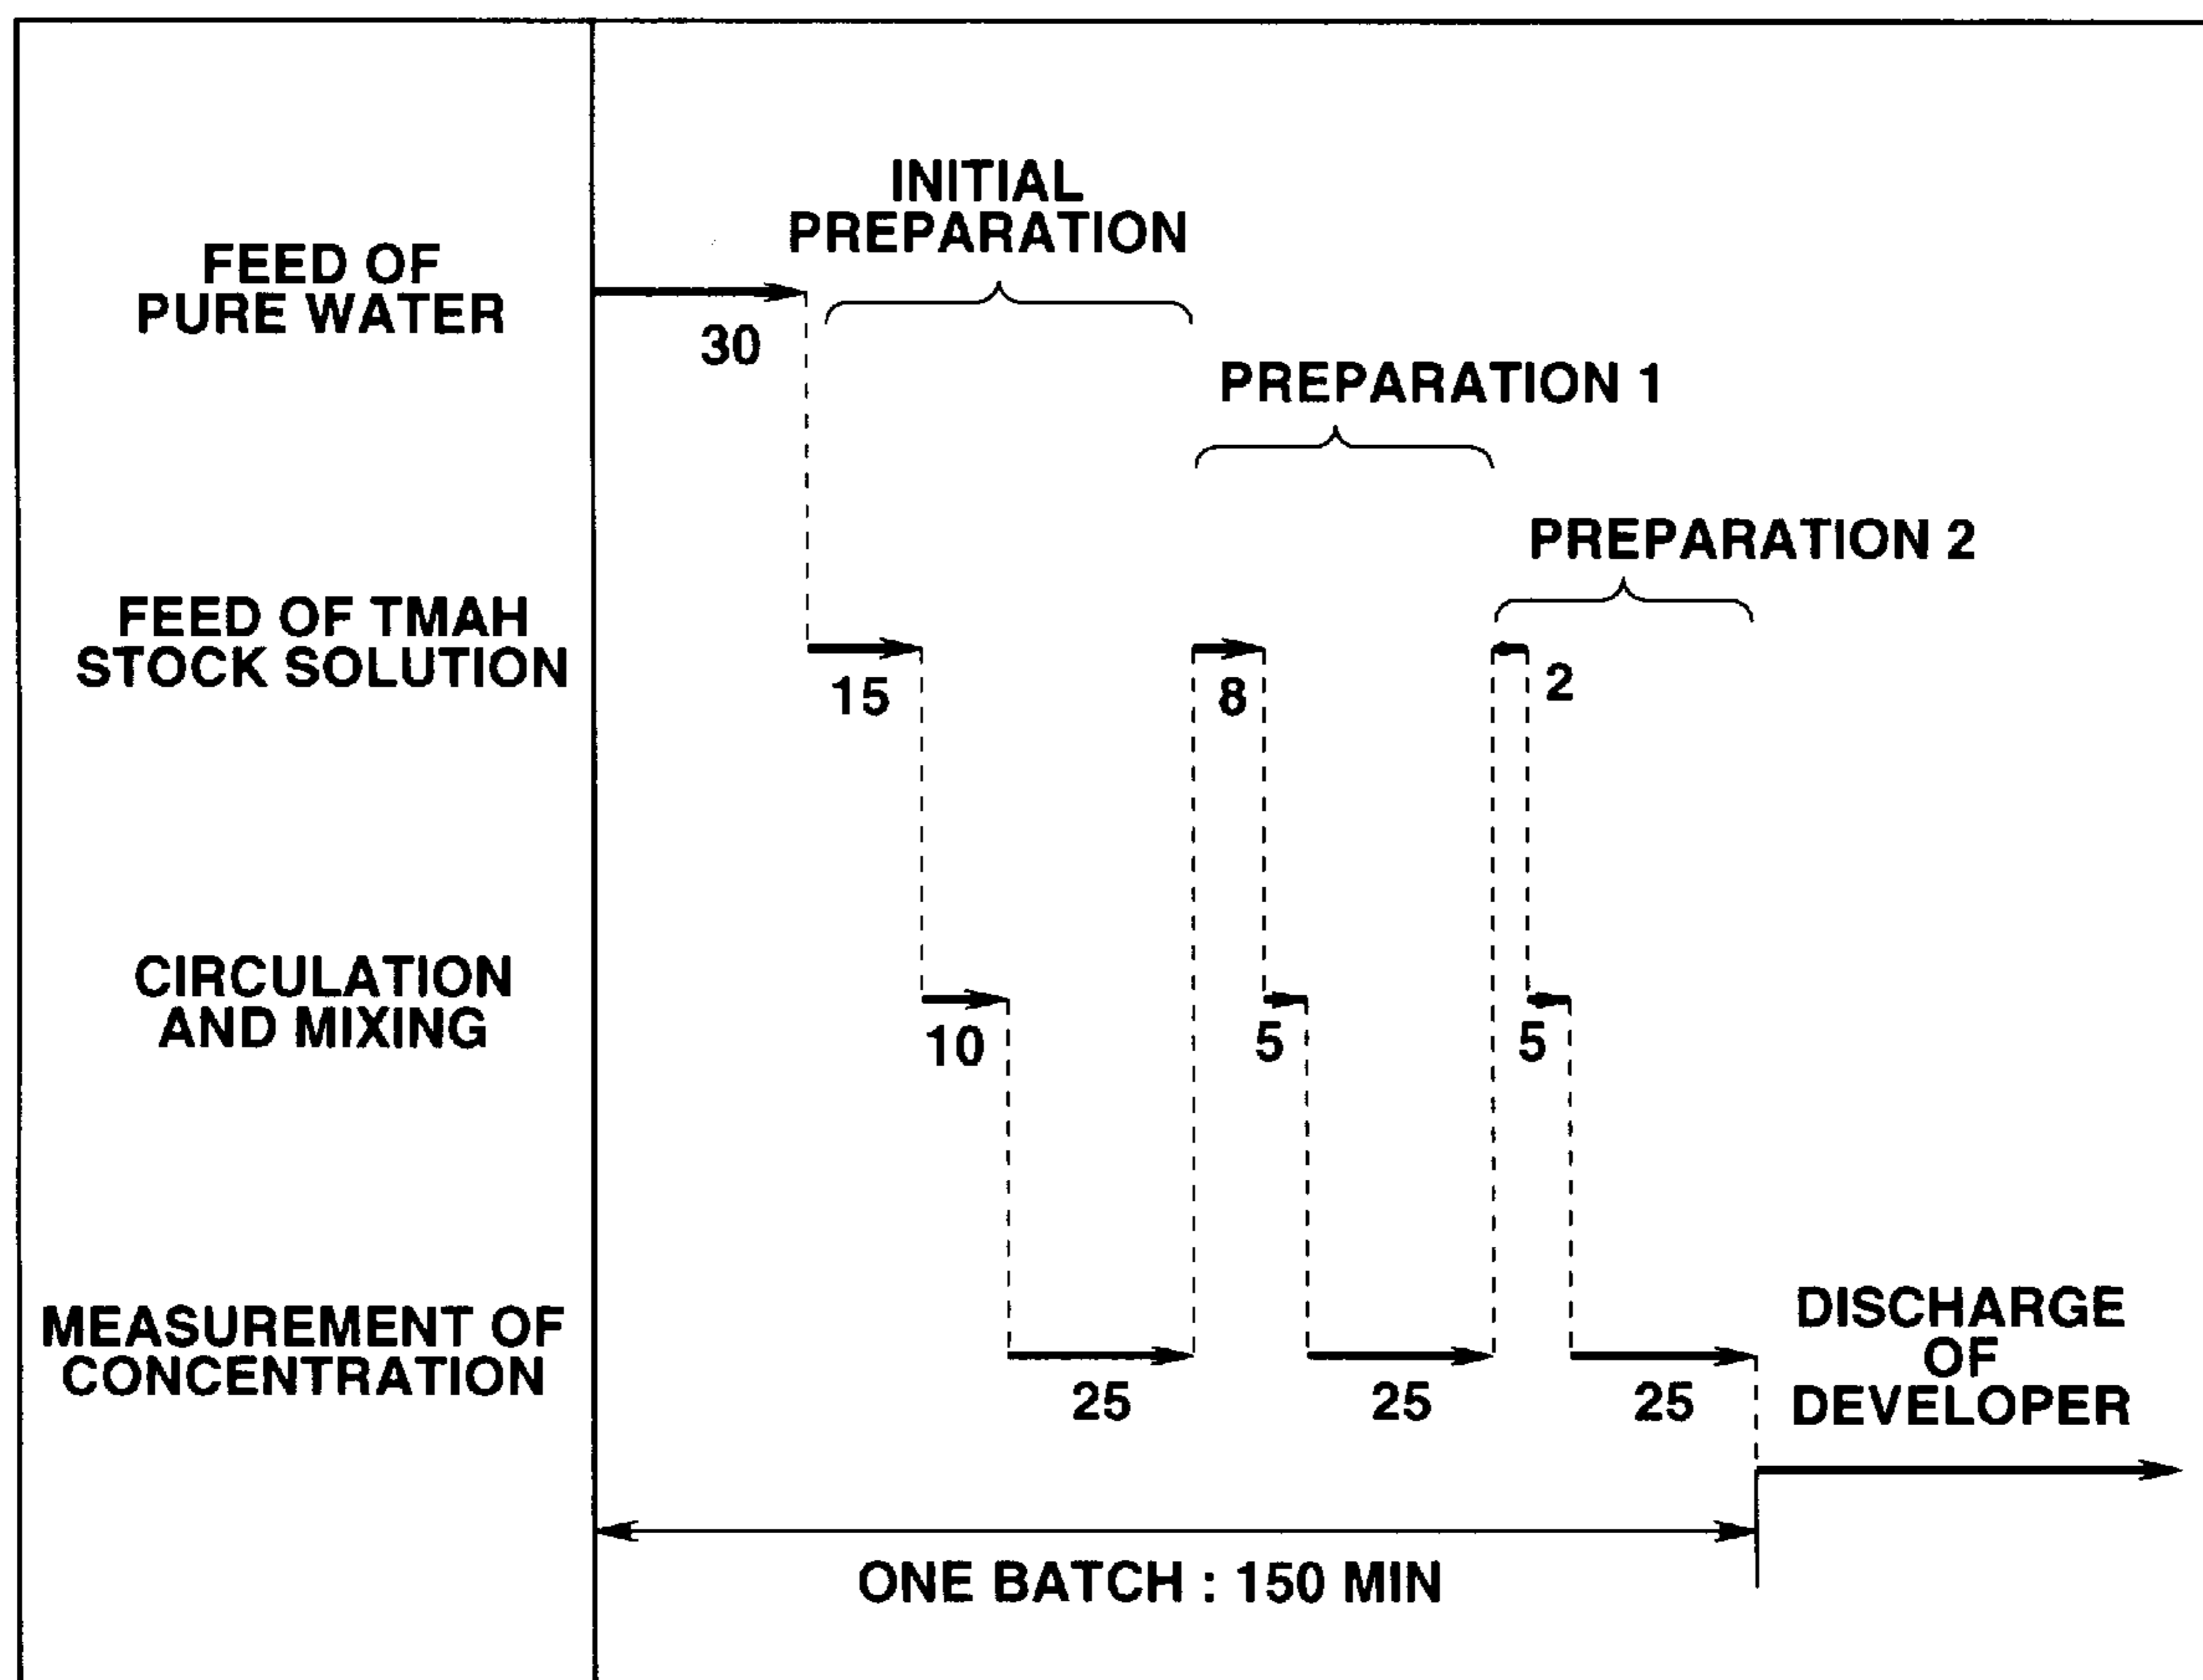 INITIAL
PREPARATION
FEED OF
PURE WATER
30
PREPARATION 1
PREPARATION 2
FEED OF TMAH
STOCK SOLUTION
15
8
2
CIRCULATION
AND MIXING
10
5
5
MEASUREMENT OF
CONCENTRATION
25
25
25
DISCHARGE
OF
DEVELOPER
ONE BATCH : 150 MIN